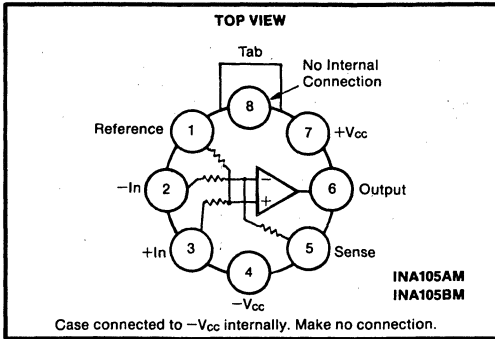 TOP VIEW
Tab
No Internal
Connection
8
Reference
1
7
+Vcc
−In
2
−
+
6
Output
+In
3
5
Sense
4
−Vcc
INA105AM
INA105BM
Case connected to −Vcc internally. Make no connection.